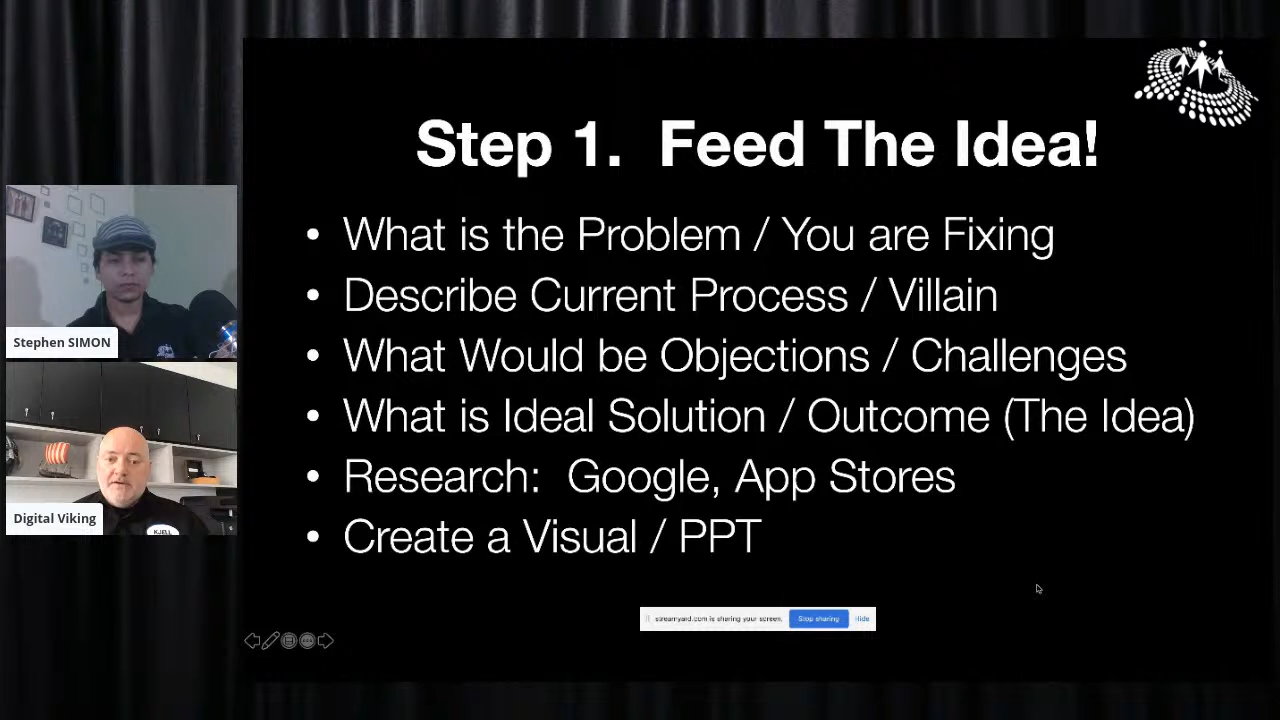 Step 1.  Feed The Idea!
• What is the Problem / You are Fixing
• Describe Current Process / Villain
• What Would be Objections / Challenges
• What is Ideal Solution / Outcome (The Idea)
• Research:  Google, App Stores
• Create a Visual / PPT
Stephen SIMON
KJELL
Digital Viking
streamyard.com is sharing your screen. Stop sharing Hide